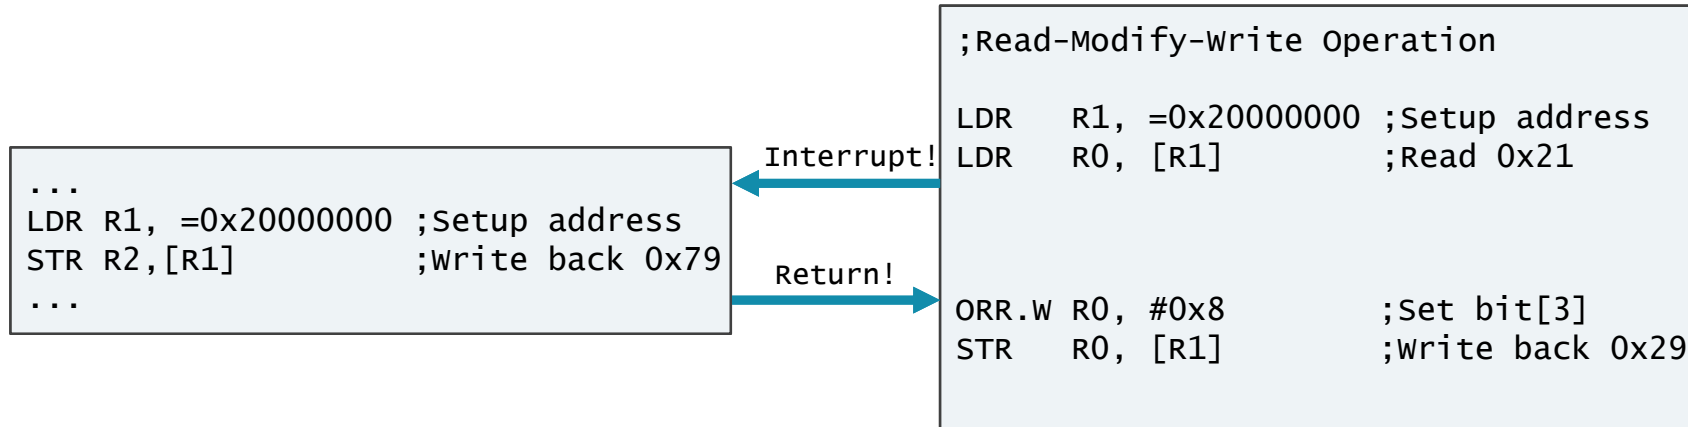 ;Read-Modify-Write Operation
LDR R1, =0x20000000 ;Setup address
LDR R0, [R1] ;Read 0x21
Interrupt!
...
LDR R1, =0x20000000 ;Setup address
STR R2,[R1] ;Write back 0x79
...
Return!
ORR.W R0, #0x8 ;Set bit[3]
STR R0, [R1] ;Write back 0x29